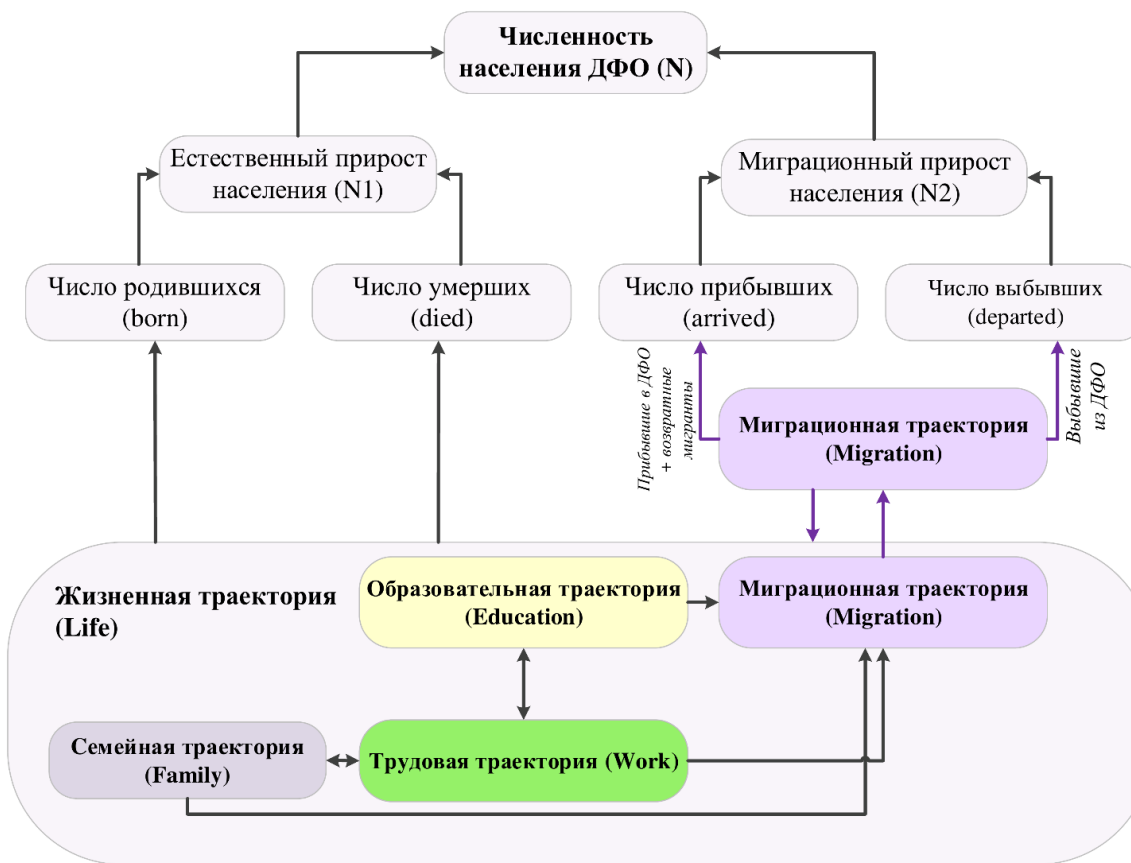 Численность
населения ДФО (N)
Естественный прирост
населения (N1)
Миграционный прирост
населения (N2)
Число родившихся
(born)
Число умерших
(died)
Число прибывших
(arrived)
Число выбывших
(departed)
Прибывшие в ДФО
+ возвратные
мигранты
Миграционная траектория
(Migration)
Выбывшие
из ДФО
Жизненная траектория
(Life)
Образовательная траектория
(Education)
Миграционная траектория
(Migration)
Семейная траектория
(Family)
Трудовая траектория (Work)